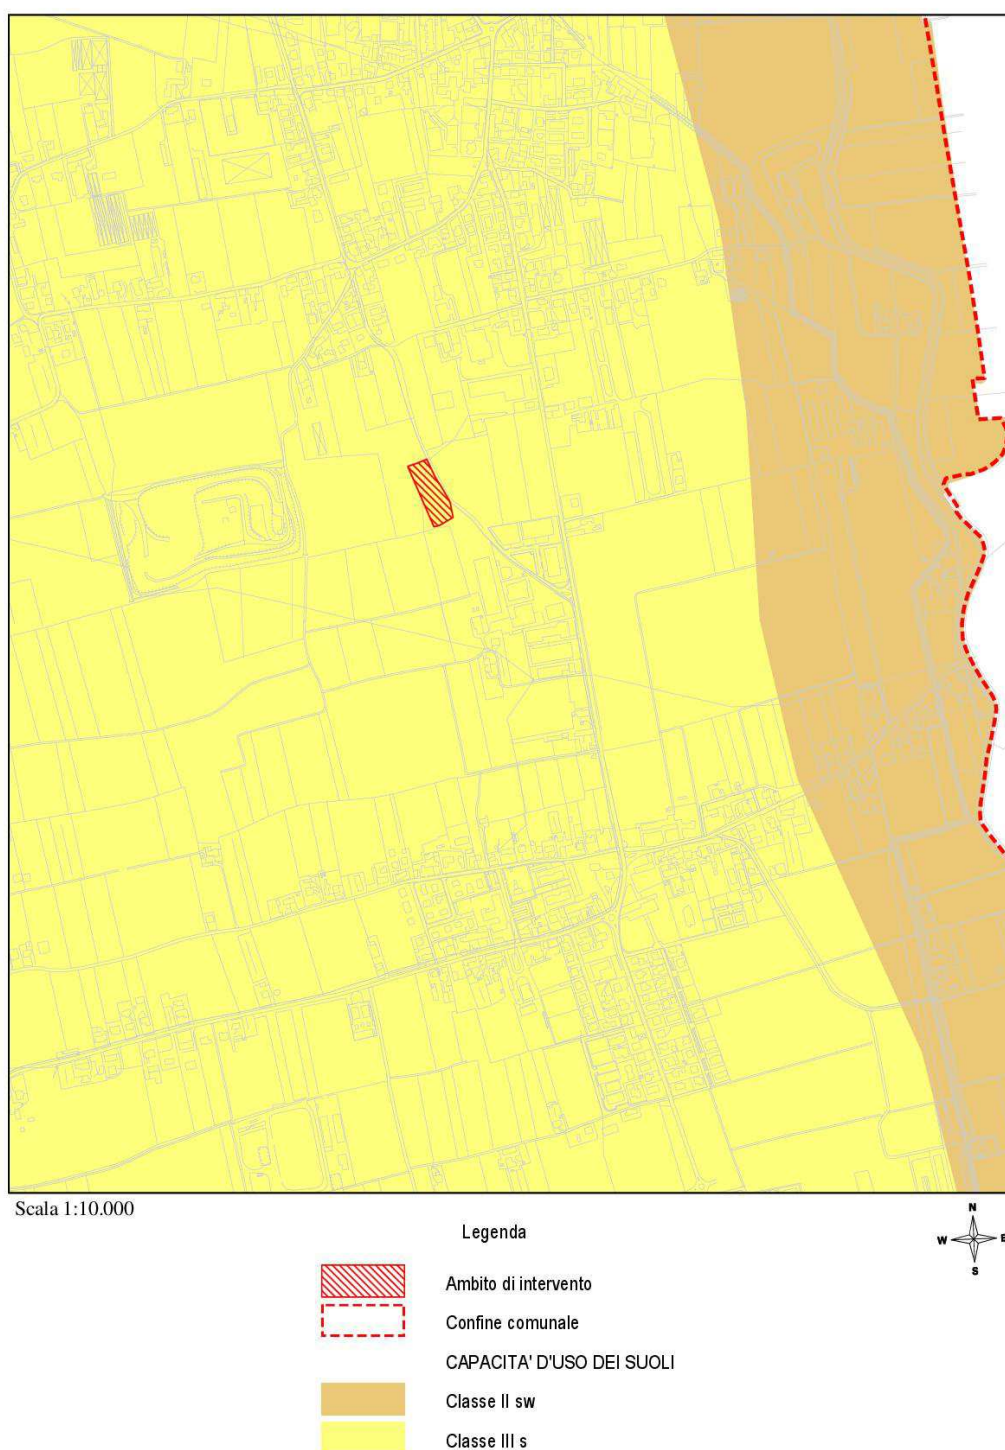 Scala 1:10.000
N
W E
S
Legenda
Ambito di intervento
Confine comunale
CAPACITA' D'USO DEI SUOLI
Classe II sw
Classe III s